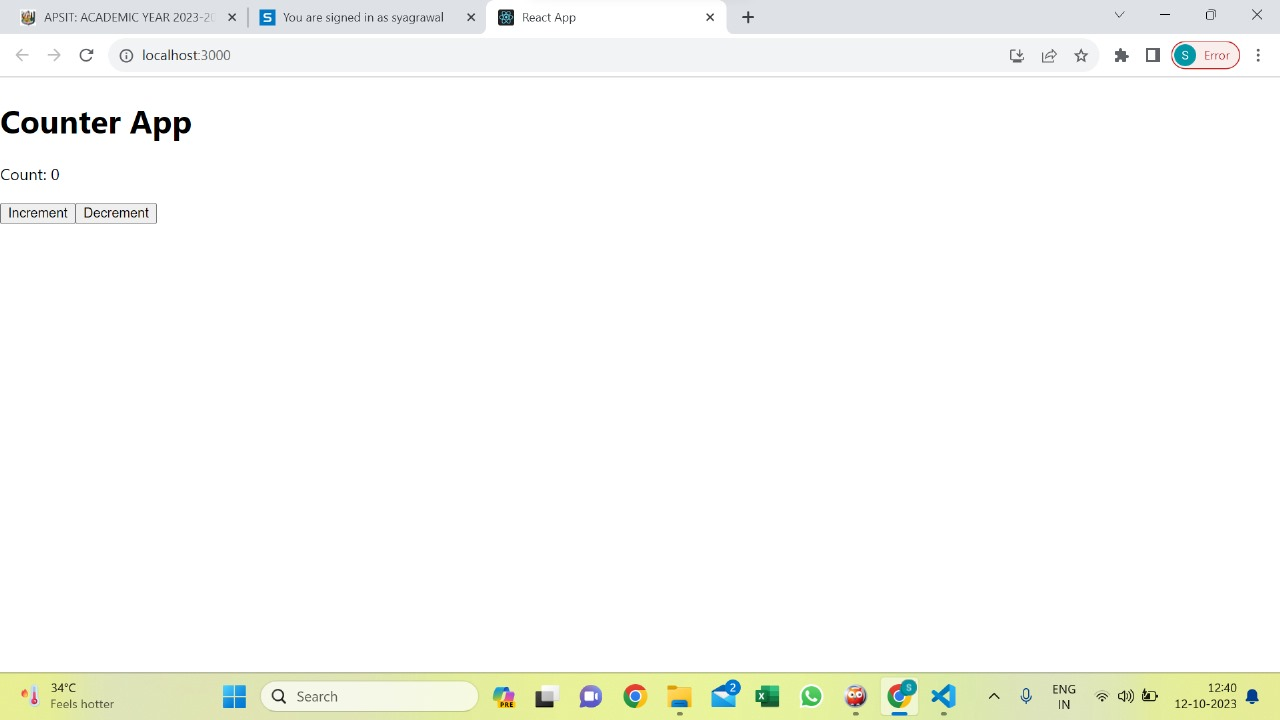 APSIT: ACADEMIC YEAR 2023-20
You are signed in as syagrawal
React App
localhost:3000
S
Error
Counter App
Count: 0
Increment
Decrement
34°C
Feels hotter
Search
PRE
2
S
ENG
IN
12:40
12-10-2023